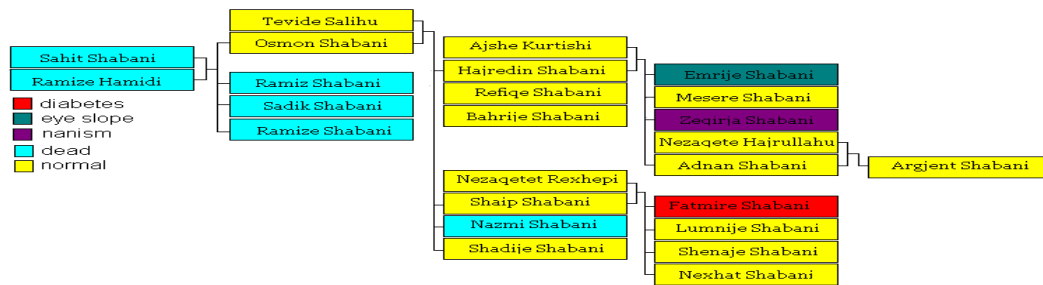 Tevide Salihu
Osmon Shabani
Sahit Shabani
Ramize Hamidi
Ramiz Shabani
Sadik Shabani
Ramize Shabani
diabetes
eye slope
nanism
dead
normal
Ajshe Kurtishi
Hajredin Shabani
Refiqe Shabani
Bahrije Shabani
Emrije Shabani
Mesere Shabani
Zeqirja Shabani
Nezaqete Hajrullahu
Adnan Shabani
Argjent Shabani
Nezaqetet Rexhepi
Shaip Shabani
Nazmi Shabani
Shadije Shabani
Fatmire Shabani
Lumnije Shabani
Shenaje Shabani
Nexhat Shabani